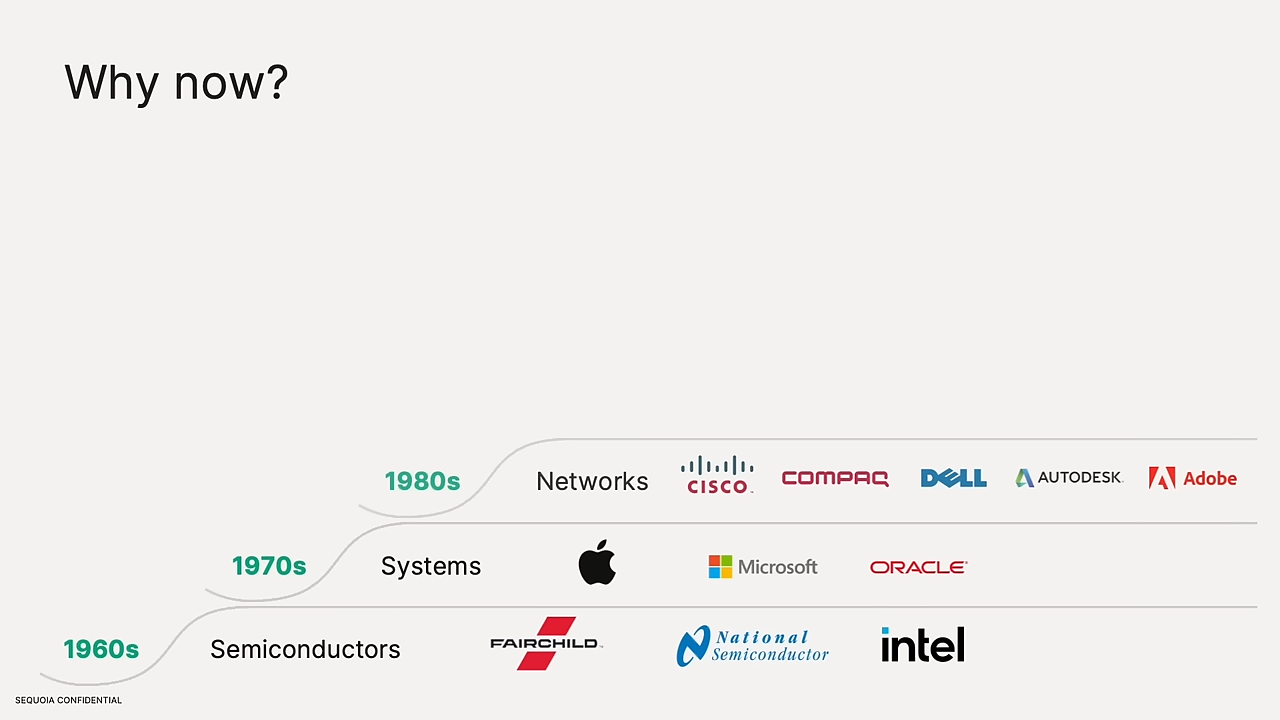 Why now?
1980s Networks CISCO COMPAQ DELL AUTODESK Adobe
1970s Systems Microsoft ORACLE
1960s Semiconductors FAIRCHILD National Semiconductor intel
SEQUOIA CONFIDENTIAL